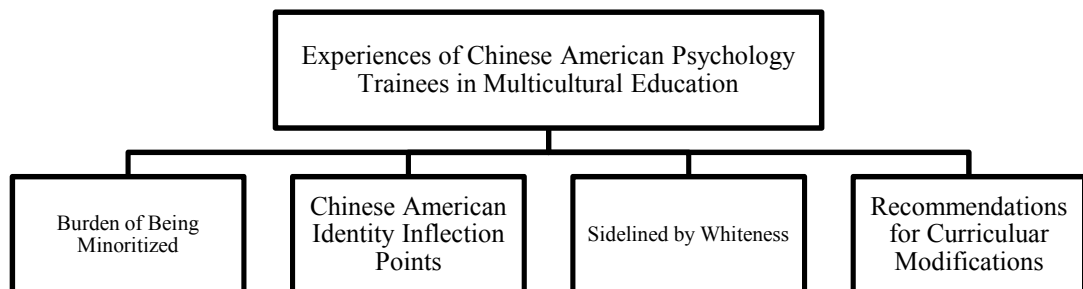 Experiences of Chinese American Psychology
Trainees in Multicultural Education
Burden of Being
Minoritized
Chinese American
Identity Inflection
Points
Sidelined by Whiteness
Recommendations
for Curriculuar
Modifications